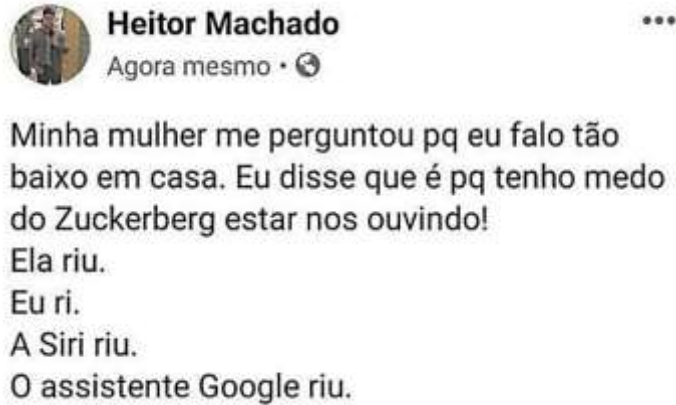 Heitor Machado
Agora mesmo •
Minha mulher me perguntou pq eu falo tão
baixo em casa. Eu disse que é pq tenho medo
do Zuckerberg estar nos ouvindo!
Ela riu.
Eu ri.
A Siri riu.
O assistente Google riu.